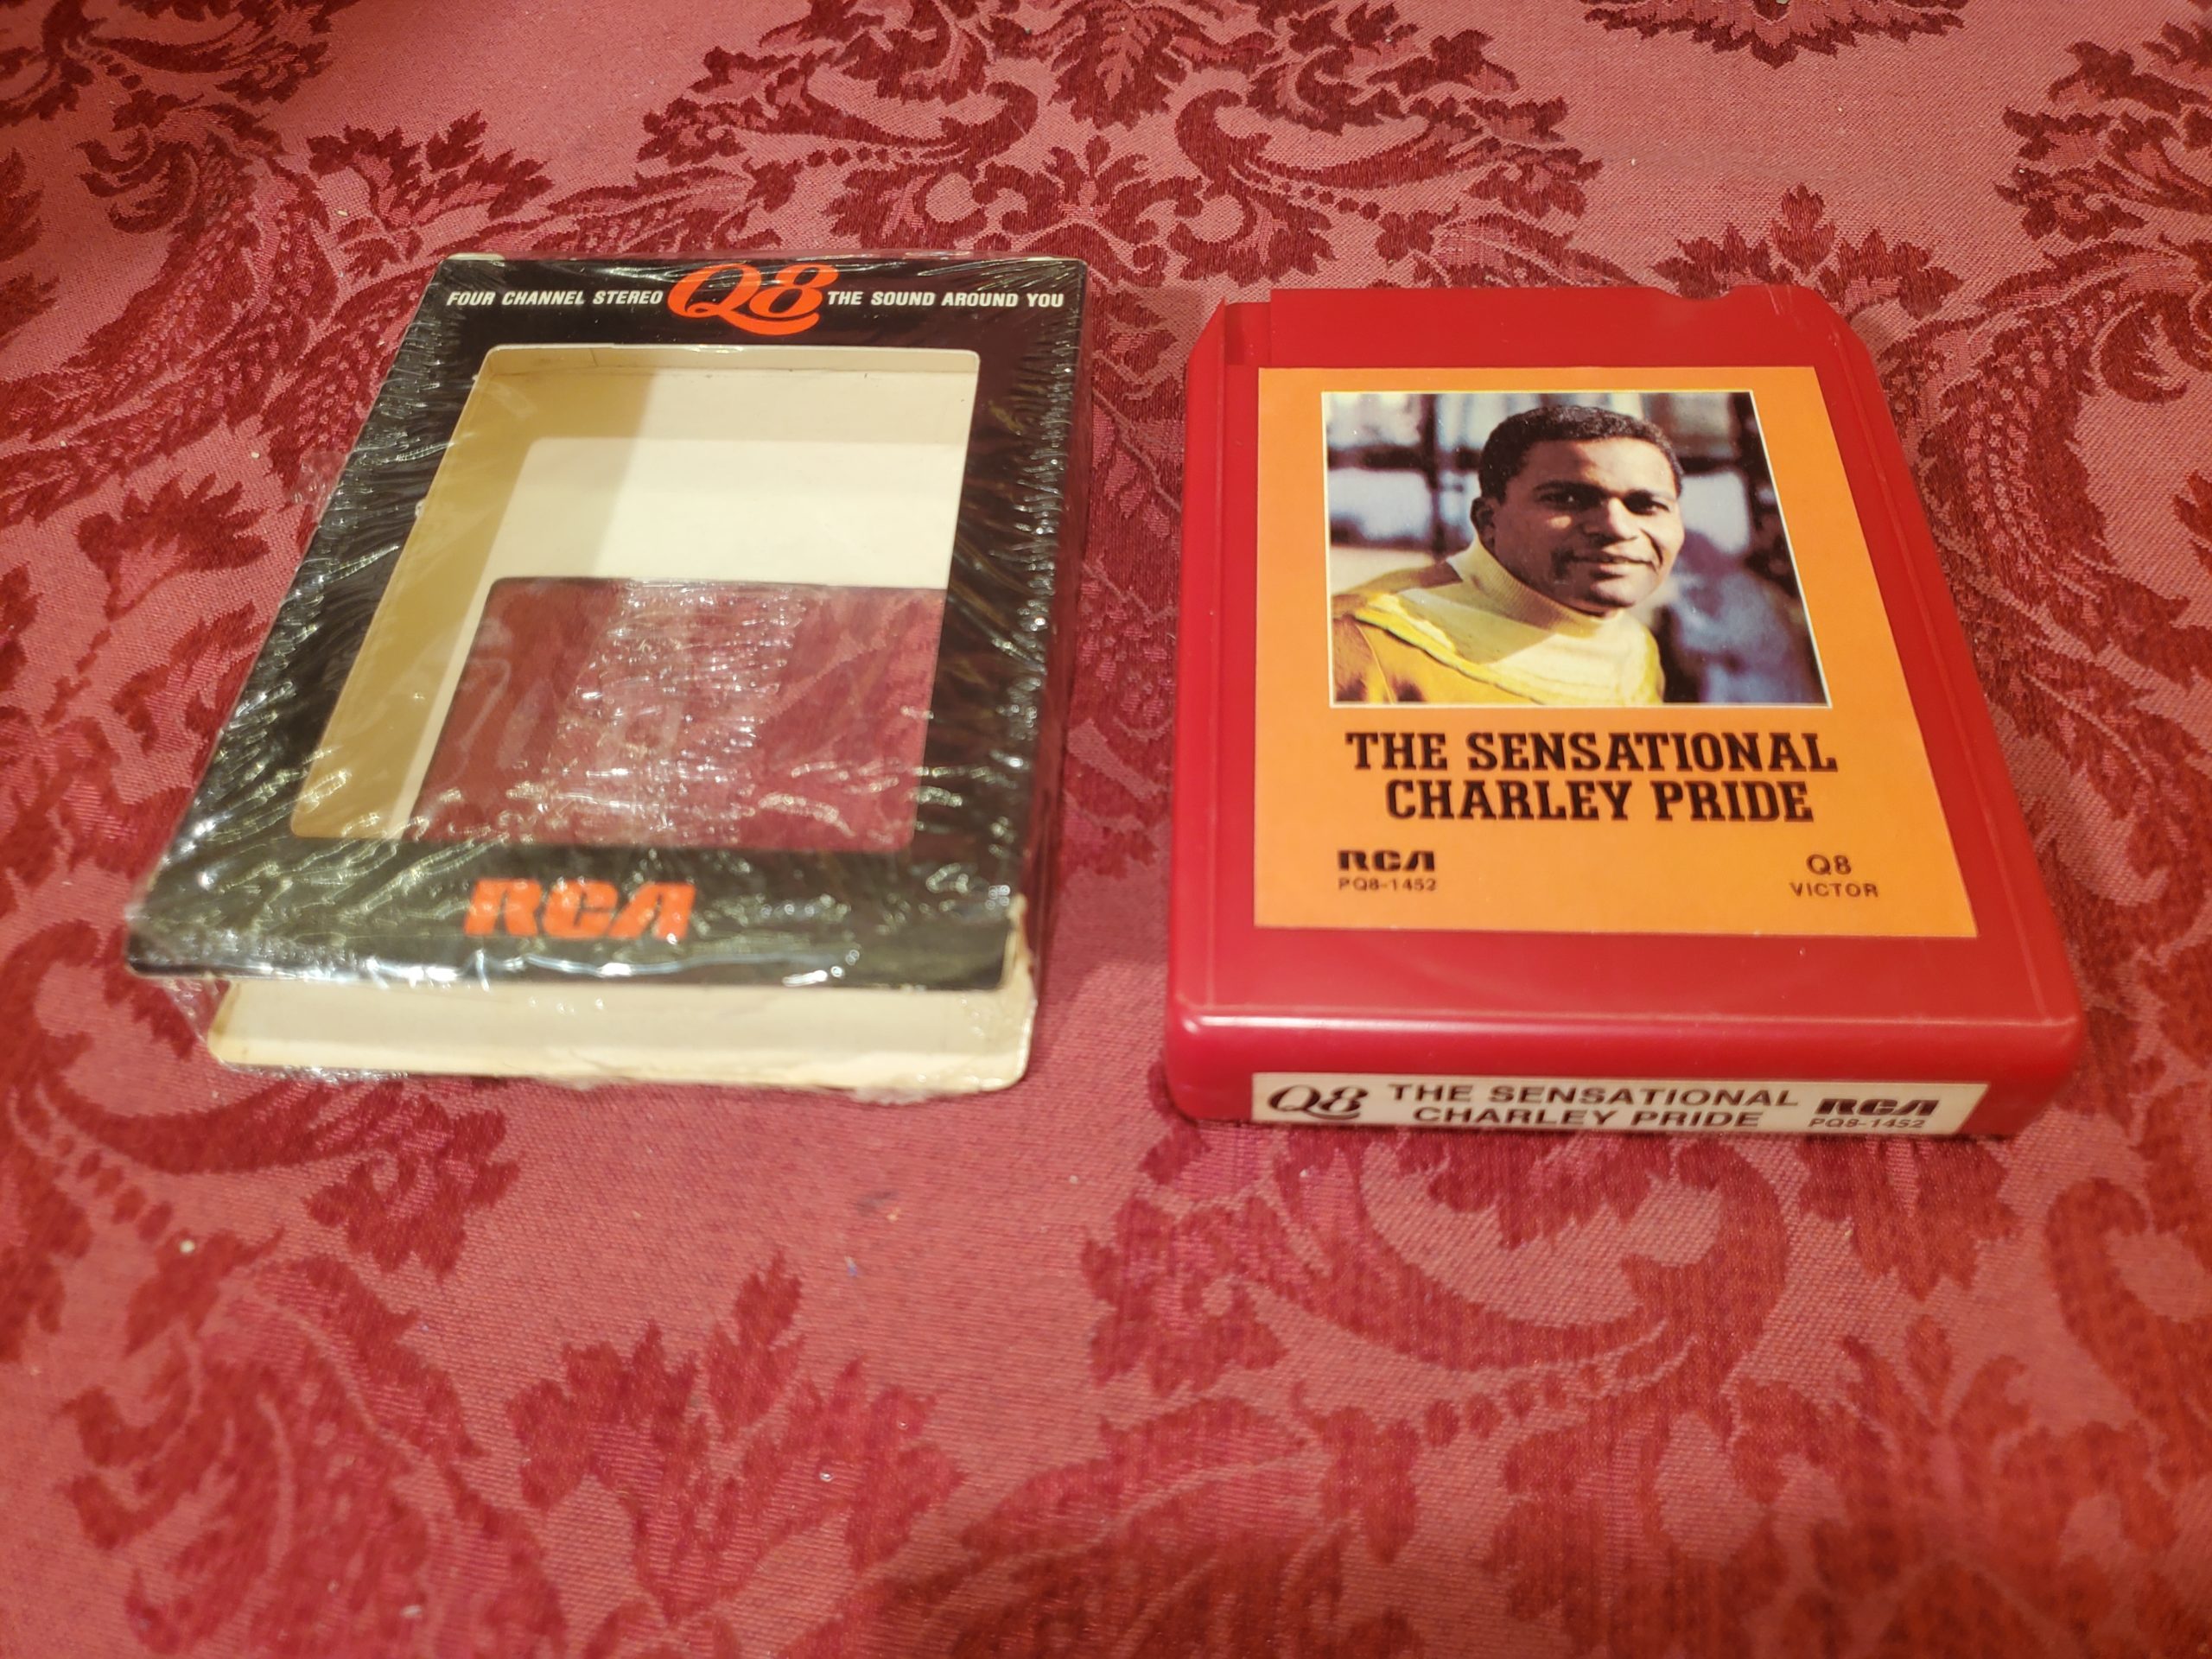 FOUR CHANNEL STEREO Q8 THE SOUND AROUND YOU
RCA
THE SENSATIONAL
CHARLEY PRIDE
RCA
PQ8-1452
Q8
VICTOR
Q8 THE SENSATIONAL
CHARLEY PRIDE
RCA
PQ8-1452